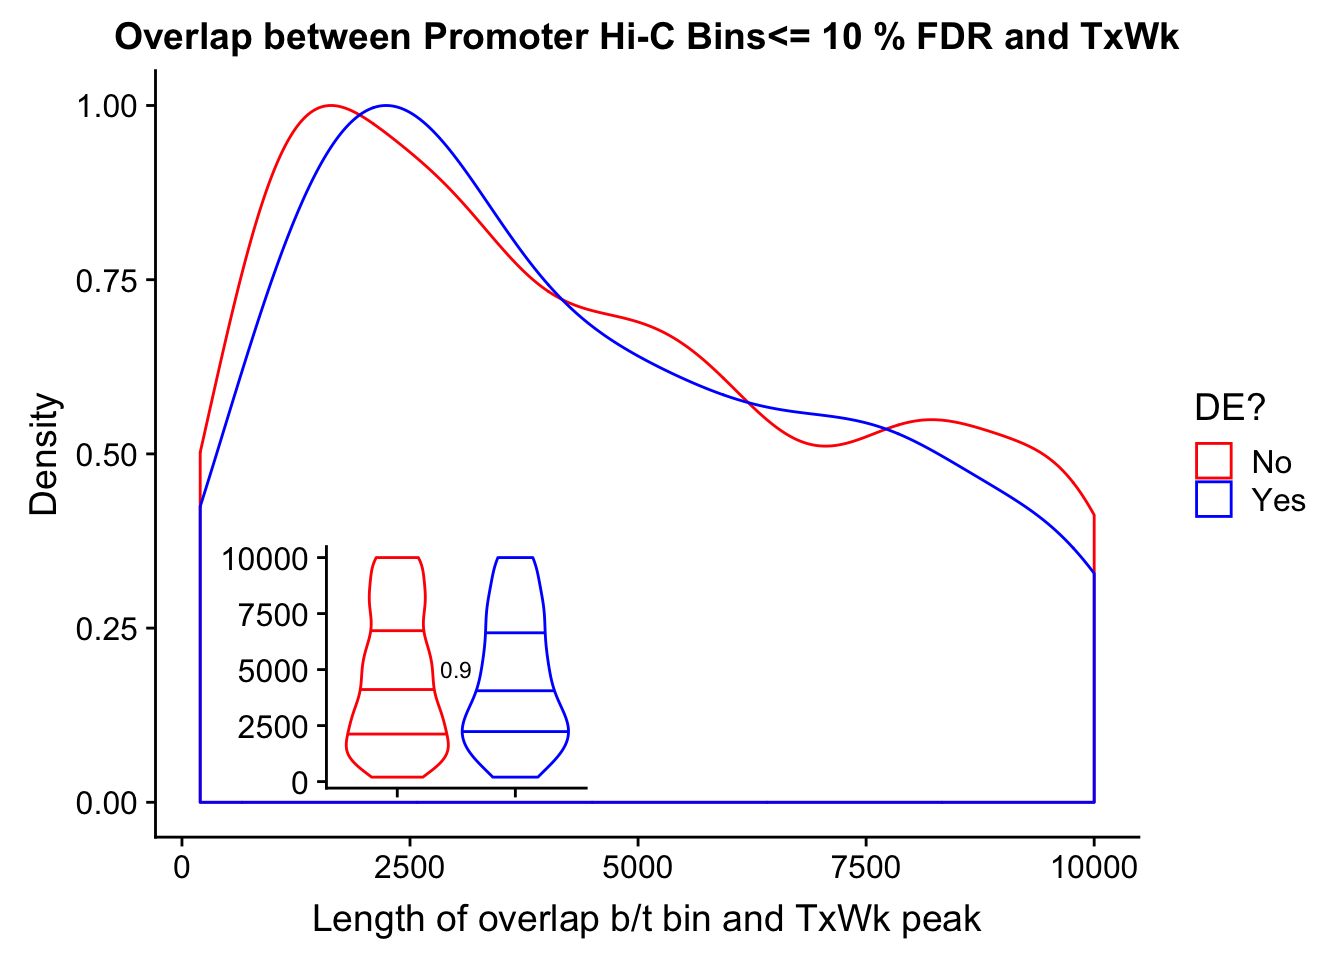 Overlap between Promoter Hi-C Bins<= 10 % FDR and TxWk
1.00
0.75
0.50
0.25
0.00
Density
10000
7500
5000
2500
0
0.9
0
2500
5000
7500
10000
Length of overlap b/t bin and TxWk peak
DE?
No
Yes